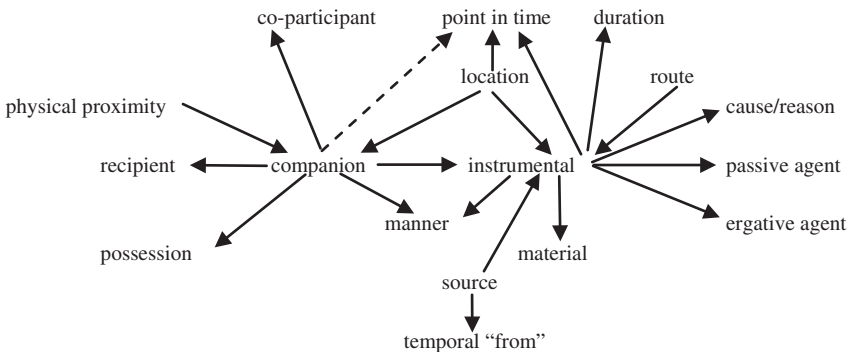 co-participant point in time duration
location route
physical proximity cause/reason
recipient companion instrumental passive agent
manner ergative agent
possession material
source
temporal “from”